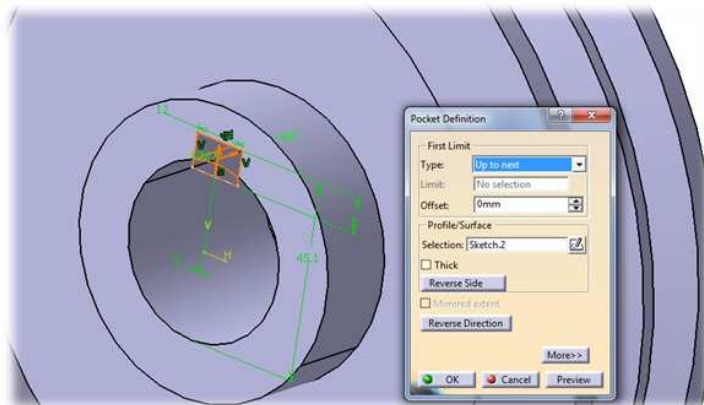 12
45.1
V
H
Pocket Definition
First Limit
Type: Up to next
Limit: No selection
Offset: 0mm
Profile/Surface
Selection: Sketch.2
Thick
Reverse Side
Mirrored extent
Reverse Direction
More>>
OK Cancel Preview